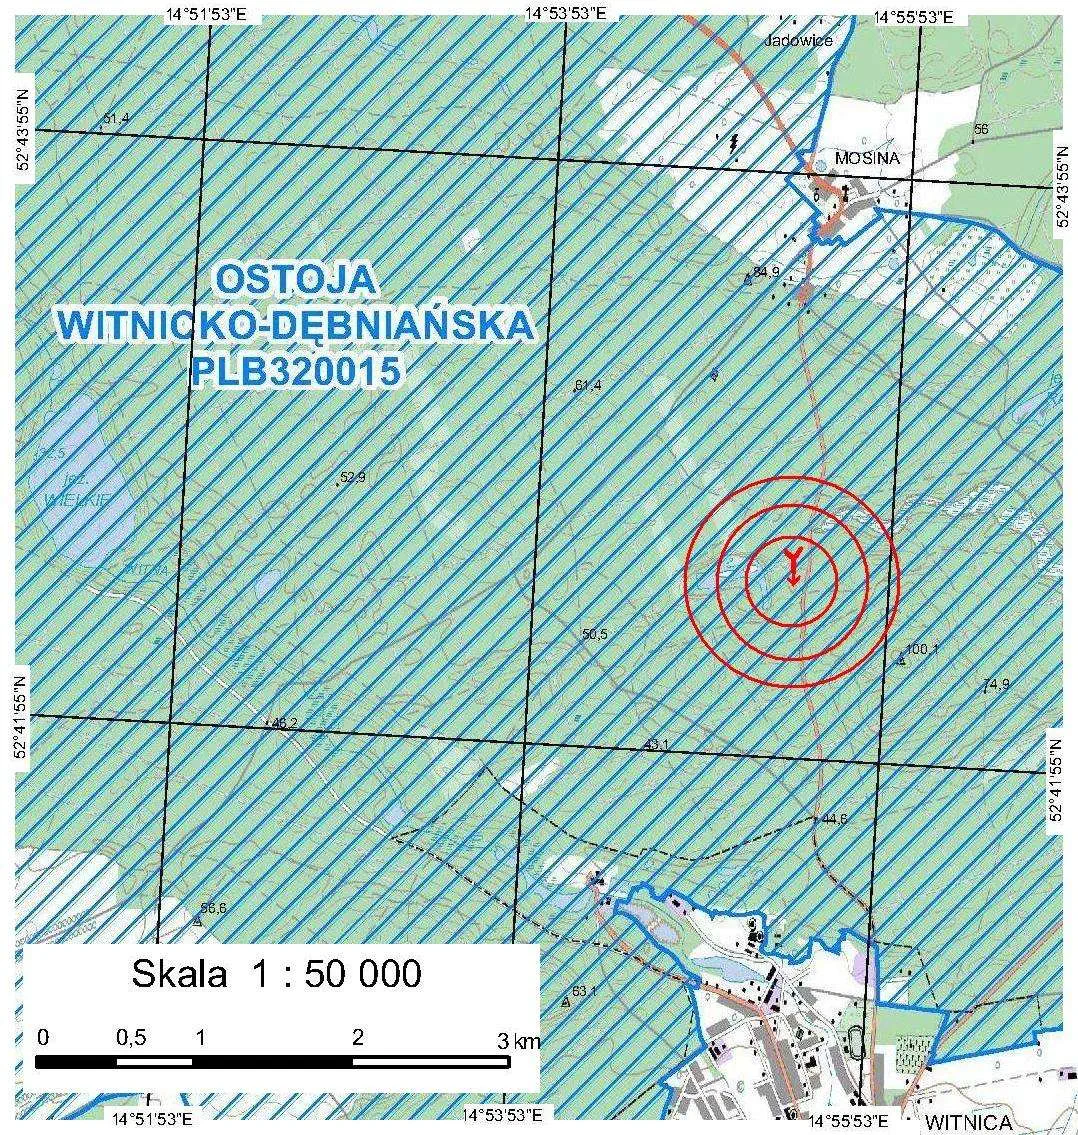 14°51'53"E
14°53'53"E
14°55'53"E
Jadowice
52°43'55"N
51,4
56
MOSINA
52°43'55"N
84,9
OSTOJA
WITNICKO-DĘBNIAŃSKA
PLB320015
61,4
52,9
jez.
WIELKIE
WITNA
50,5
100,1
74,9
52°41'55"N
46,2
43,1
52°41'55"N
44,6
56,6
63,1
Skala 1 : 50 000
0 0,5 1 2 3 km
14°51'53"E
14°53'53"E
14°55'53"E
WITNICA